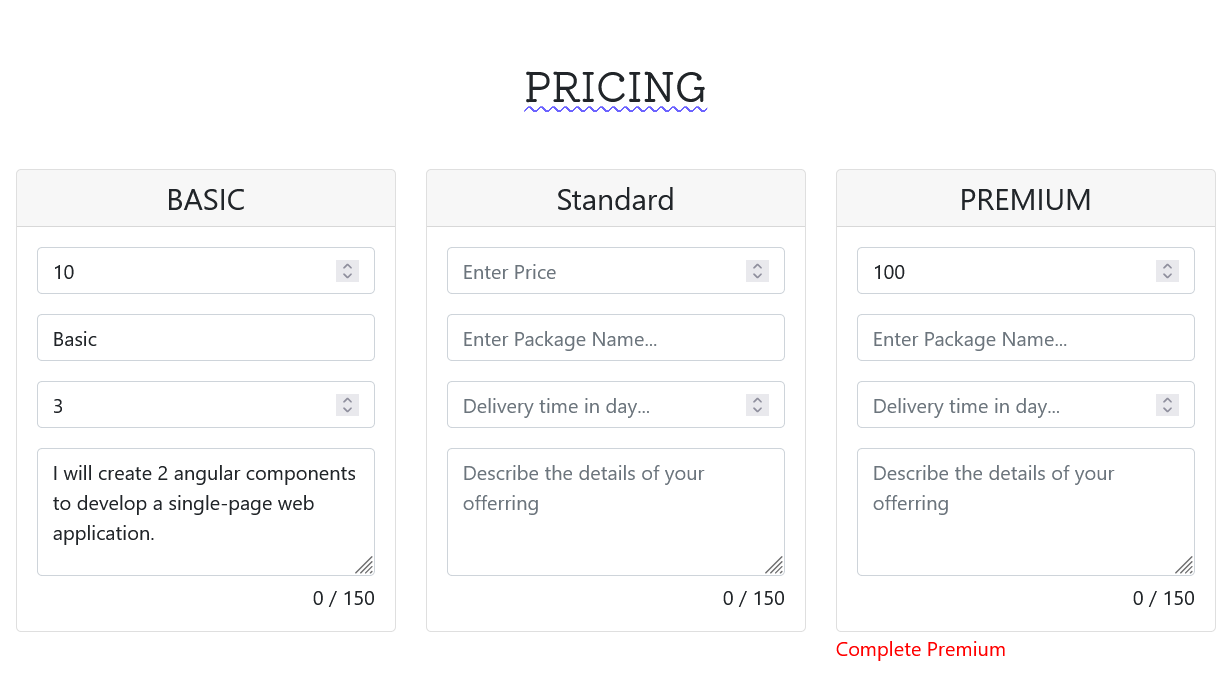 PRICING
BASIC
10
Basic
3
I will create 2 angular components
to develop a single-page web
application.
0 / 150
Standard
Enter Price
Enter Package Name...
Delivery time in day...
Describe the details of your
offerring
0 / 150
PREMIUM
100
Enter Package Name...
Delivery time in day...
Describe the details of your
offerring
0 / 150
Complete Premium